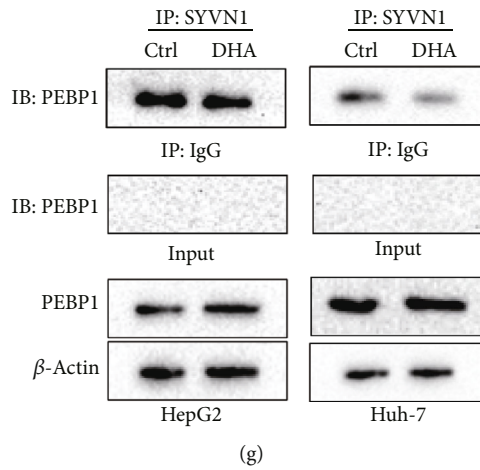 IP: SYVN1 IP: SYVN1
Ctrl DHA Ctrl DHA
IB: PEBP1
IP: IgG IP: IgG
IB: PEBP1
Input Input
PEBP1
β-Actin
HepG2 Huh-7
(g)